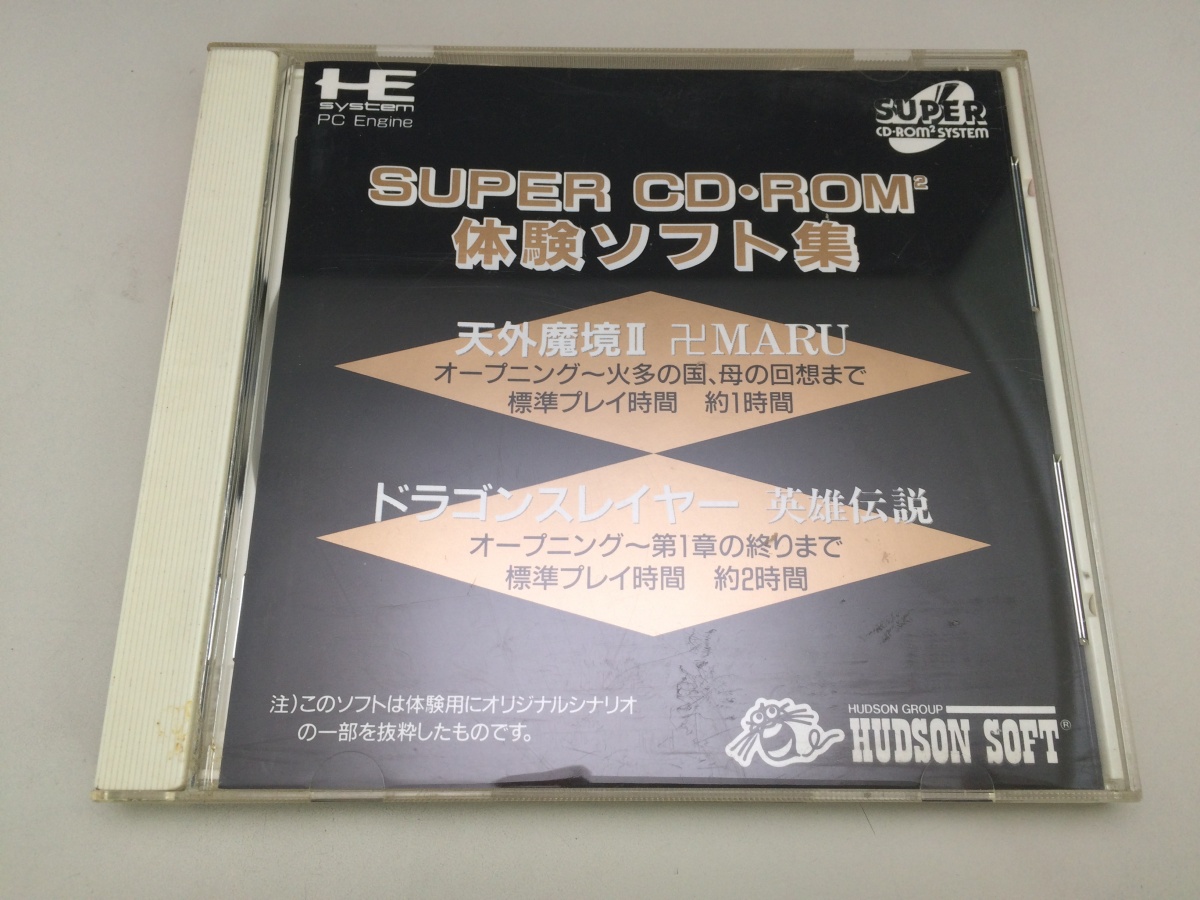 HE
system
PC Engine
SUPER
CD-ROM² SYSTEM
SUPER CD・ROM²
体験ソフト集
天外魔境II 卍MARU
オープニング〜火多の国、母の回想まで
標準プレイ時間 約1時間
ドラゴンスレイヤー 英雄伝説
オープニング〜第1章の終りまで
標準プレイ時間 約2時間
注)このソフトは体験用にオリジナルシナリオ
の一部を抜粋したものです。
HUDSON GROUP
HUDSON SOFT®